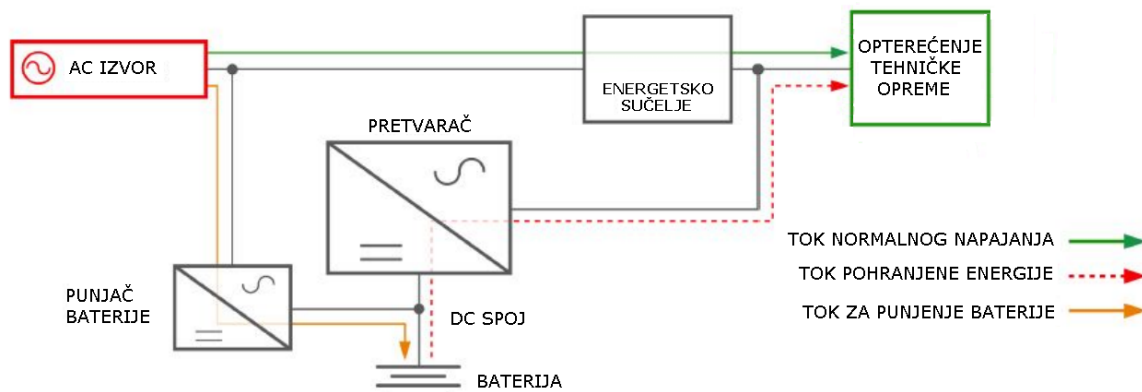 AC IZVOR
ENERGETSKO
SUČELJE
OPTEREĆENJE
TEHNIČKE
OPREME
PRETVARAČ
PUNJAČ
BATERIJE
DC SPOJ
BATERIJA
TOK NORMALNOG NAPAJANJA
TOK POHRANJENE ENERGIJE
TOK ZA PUNJENJE BATERIJE